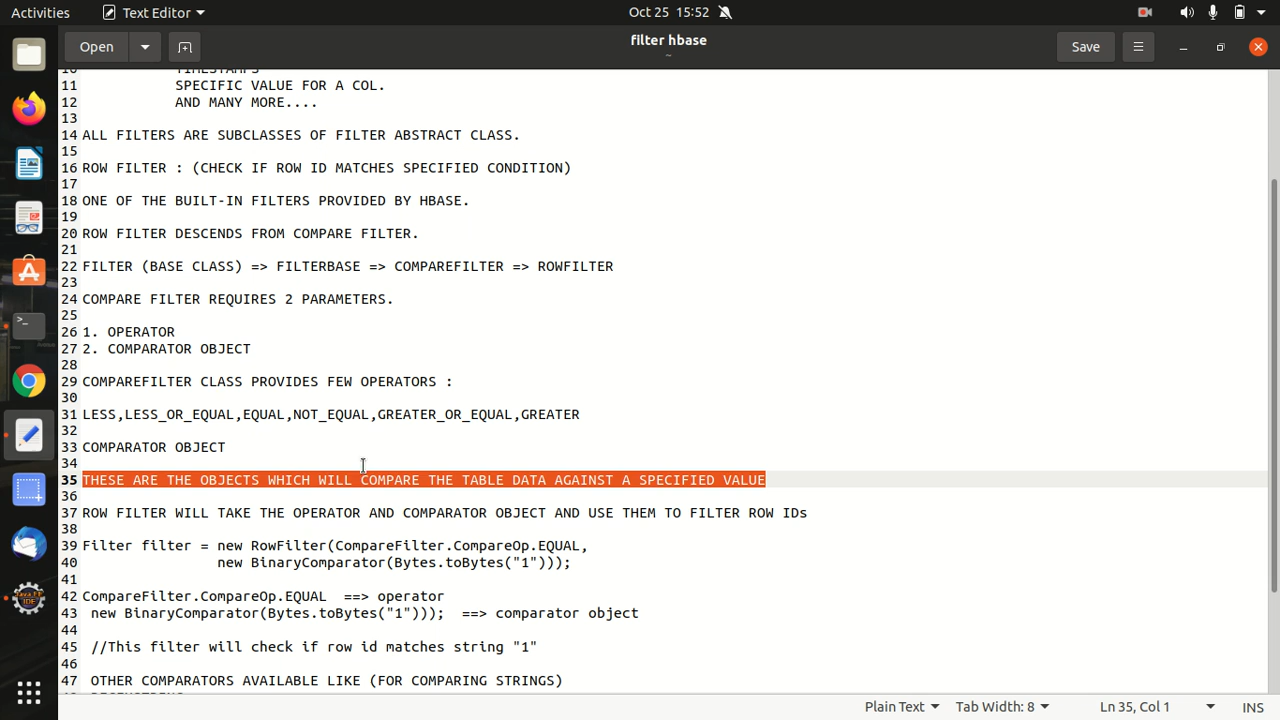 Activities Text Editor Oct 25 15:52
Open filter hbase Save
~
10 TIMESTAMPS
11 SPECIFIC VALUE FOR A COL.
12 AND MANY MORE....
13
14 ALL FILTERS ARE SUBCLASSES OF FILTER ABSTRACT CLASS.
15
16 ROW FILTER : (CHECK IF ROW ID MATCHES SPECIFIED CONDITION)
17
18 ONE OF THE BUILT-IN FILTERS PROVIDED BY HBASE.
19
20 ROW FILTER DESCENDS FROM COMPARE FILTER.
21
22 FILTER (BASE CLASS) => FILTERBASE => COMPAREFILTER => ROWFILTER
23
24 COMPARE FILTER REQUIRES 2 PARAMETERS.
25
26 1. OPERATOR
27 2. COMPARATOR OBJECT
28
29 COMPAREFILTER CLASS PROVIDES FEW OPERATORS :
30
31 LESS,LESS_OR_EQUAL,EQUAL,NOT_EQUAL,GREATER_OR_EQUAL,GREATER
32
33 COMPARATOR OBJECT
34
35 THESE ARE THE OBJECTS WHICH WILL COMPARE THE TABLE DATA AGAINST A SPECIFIED VALUE
36
37 ROW FILTER WILL TAKE THE OPERATOR AND COMPARATOR OBJECT AND USE THEM TO FILTER ROW IDs
38
39 Filter filter = new RowFilter(CompareFilter.CompareOp.EQUAL,
40 new BinaryComparator(Bytes.toBytes("1")));
41
42 CompareFilter.CompareOp.EQUAL ==> operator
43 new BinaryComparator(Bytes.toBytes("1"))); ==> comparator object
44
45 //This filter will check if row id matches string "1"
46
47 OTHER COMPARATORS AVAILABLE LIKE (FOR COMPARING STRINGS)
Plain Text Tab Width: 8 Ln 35, Col 1 INS